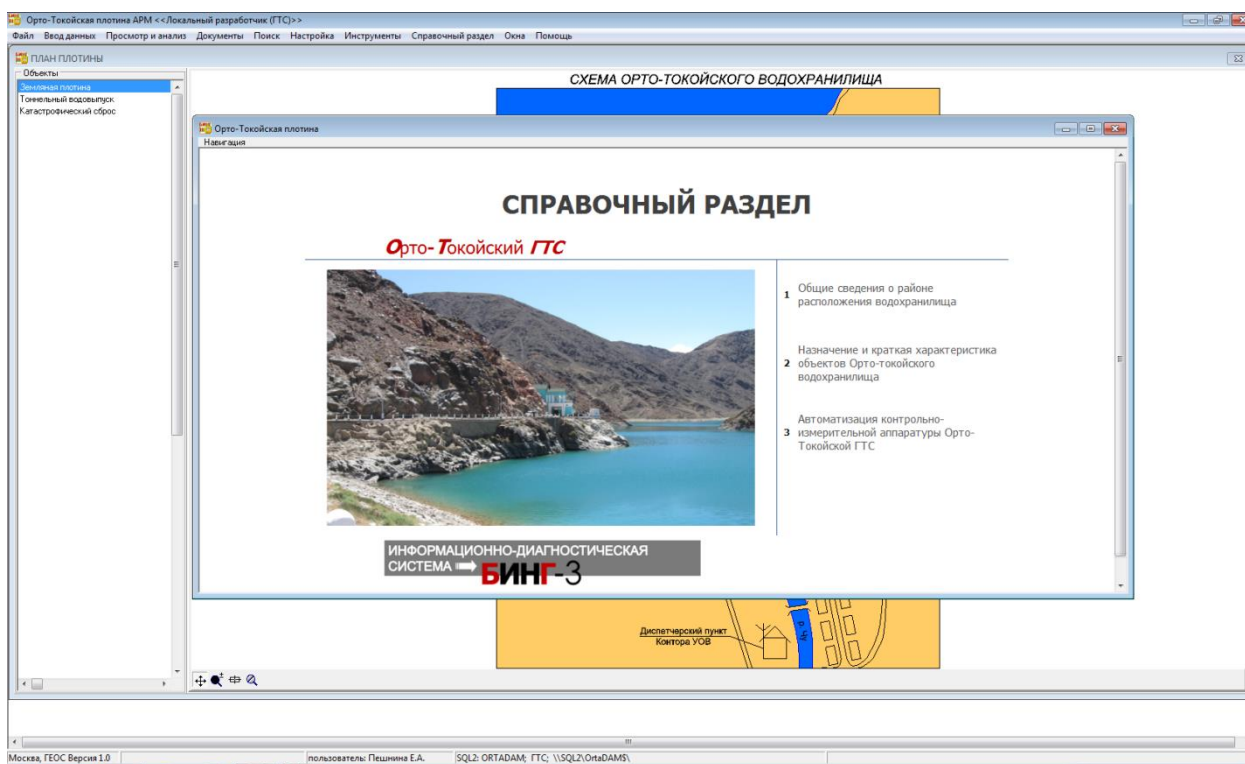 Орто-Токойская плотина АРМ <<Локальный разработчик (ГТС)>>
Файл Ввод данных Просмотр и анализ Документы Поиск Настройка Инструменты Справочный раздел Окна Помощь
ПЛАН ПЛОТИНЫ
Объекты
Земляная плотина
Тоннельный водовыпуск
Катастрофический сброс
СХЕМА ОРТО-ТОКОЙСКОГО ВОДОХРАНИЛИЩА
Орто-Токойская плотина
Навигация
СПРАВОЧНЫЙ РАЗДЕЛ
Орто-Токойский ГТС
1 Общие сведения о районе
расположения водохранилища
Назначение и краткая характеристика
2 объектов Орто-токойского
водохранилища
Автоматизация контрольно-
3 измерительной аппаратуры Орто-
Токойской ГТС
ИНФОРМАЦИОННО-ДИАГНОСТИЧЕСКАЯ
СИСТЕМА БИНГ-3
Диспетчерский пункт
Контора УОВ
р. Чу
Москва, ГЕОС Версия 1.0 пользователь: Пешнина Е.А. SQL2: ORTADAM; ГТС; \\SQL2\OrtaDAM$\